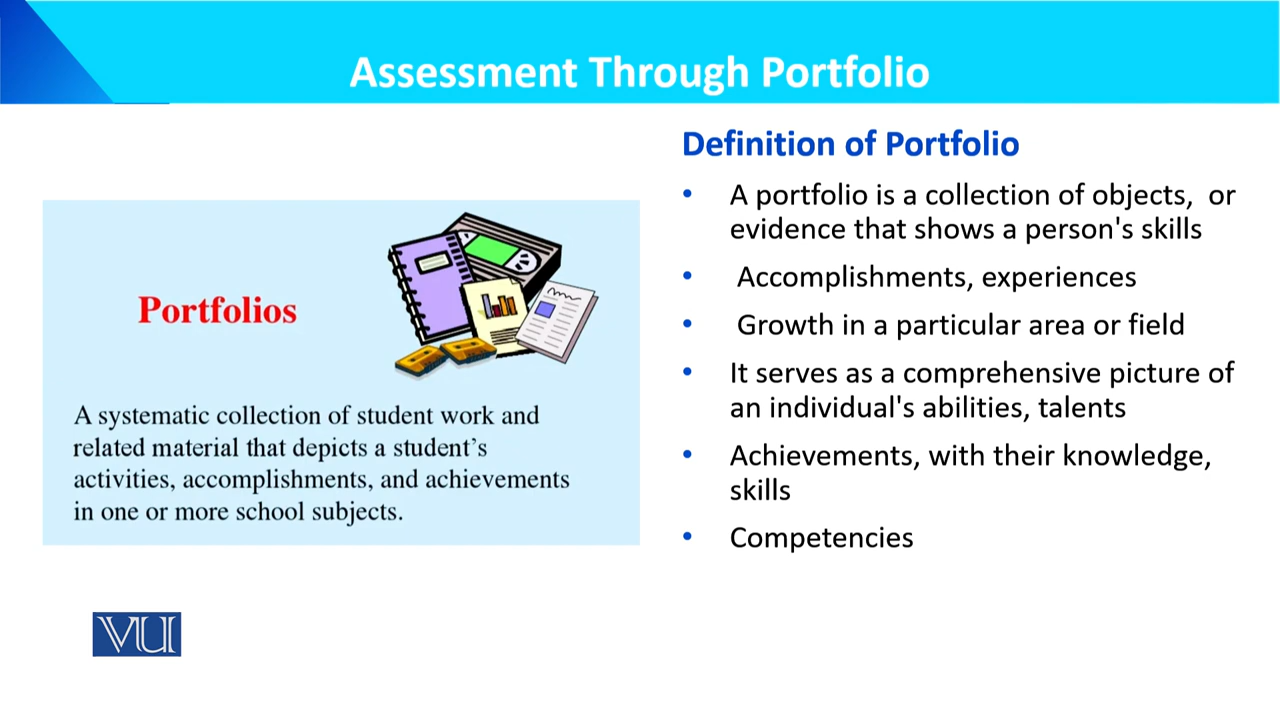 Assessment Through Portfolio
Portfolios
A systematic collection of student work and
related material that depicts a student’s
activities, accomplishments, and achievements
in one or more school subjects.
Definition of Portfolio
• A portfolio is a collection of objects,  or
evidence that shows a person's skills
• Accomplishments, experiences
• Growth in a particular area or field
• It serves as a comprehensive picture of
an individual's abilities, talents
• Achievements, with their knowledge,
skills
• Competencies
VU